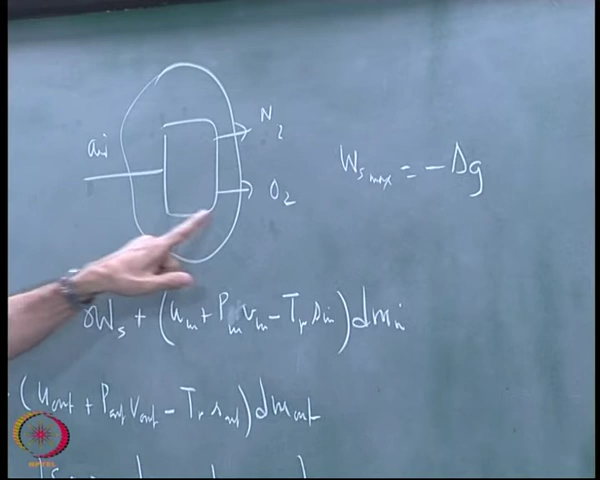 air
N2
O2
Ws max = -Δg
δWs + (uin + Pin vin - Tr sin) dmin
- (uout + Pout vout - Tr sout) dmout
NPTEL